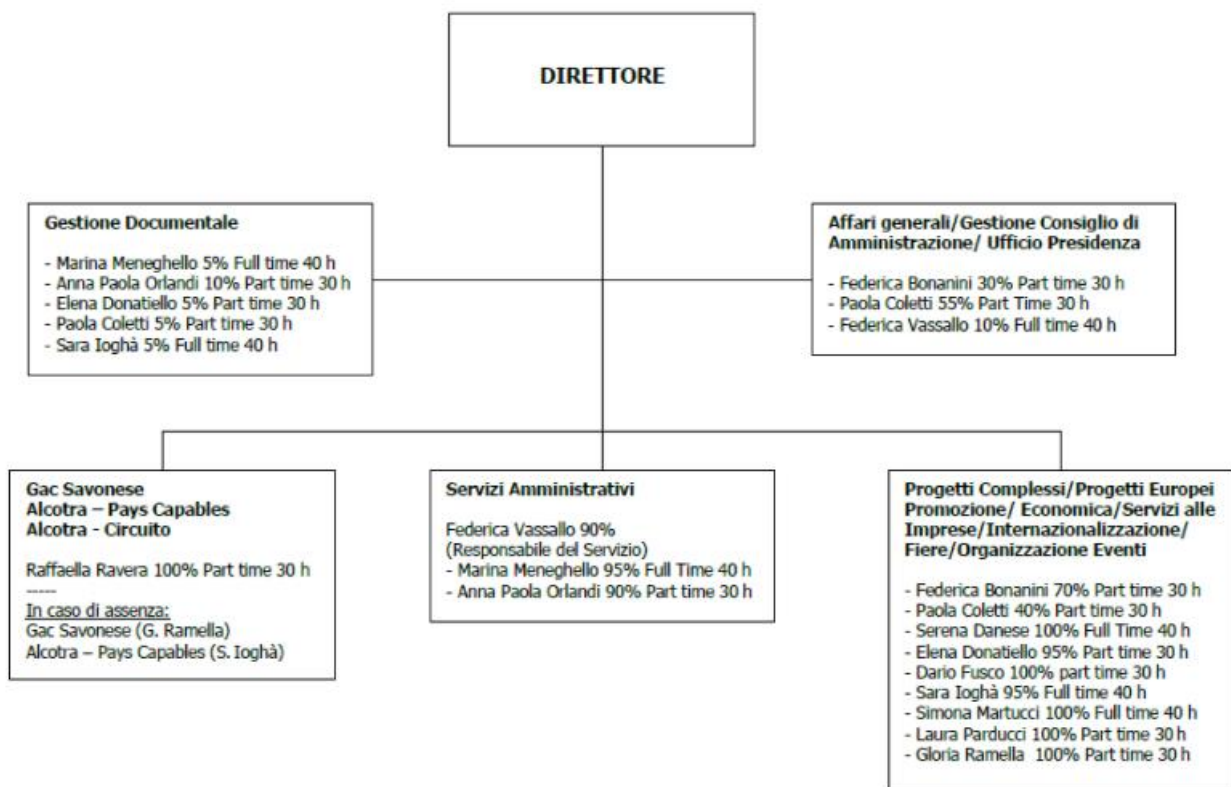 DIRETTORE
Gestione Documentale
- Marina Meneghello 5% Full time 40 h
- Anna Paola Orlandi 10% Part time 30 h
- Elena Donatiello 5% Part time 30 h
- Paola Coletti 5% Part time 30 h
- Sara Ioghà 5% Full time 40 h
Affari generali/Gestione Consiglio di
Amministrazione/ Ufficio Presidenza
- Federica Bonanini 30% Part time 30 h
- Paola Coletti 55% Part Time 30 h
- Federica Vassallo 10% Full time 40 h
Gac Savonese
Alcotra – Pays Capables
Alcotra - Circuito
Raffaella Ravera 100% Part time 30 h
-----
In caso di assenza:
Gac Savonese (G. Ramella)
Alcotra – Pays Capables (S. Ioghà)
Servizi Amministrativi
Federica Vassallo 90%
(Responsabile del Servizio)
- Marina Meneghello 95% Full Time 40 h
- Anna Paola Orlandi 90% Part time 30 h
Progetti Complessi/Progetti Europei
Promozione/ Economica/Servizi alle
Imprese/Internazionalizzazione/
Fiere/Organizzazione Eventi
- Federica Bonanini 70% Part time 30 h
- Paola Coletti 40% Part time 30 h
- Serena Danese 100% Full Time 40 h
- Elena Donatiello 95% Part time 30 h
- Dario Fusco 100% part time 30 h
- Sara Ioghà 95% Full time 40 h
- Simona Martucci 100% Full time 40 h
- Laura Parducci 100% Part time 30 h
- Gloria Ramella 100% Part time 30 h